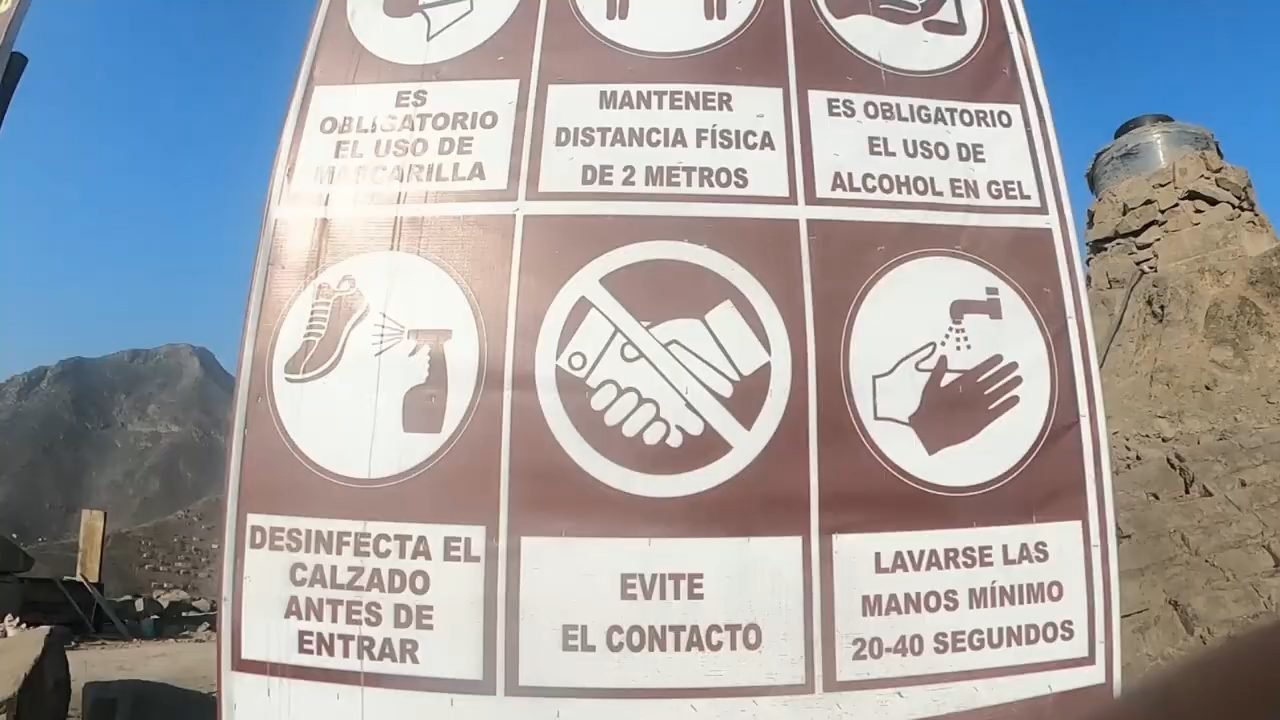 ES
OBLIGATORIO
EL USO DE
MASCARILLA
MANTENER
DISTANCIA FÍSICA
DE 2 METROS
ES OBLIGATORIO
EL USO DE
ALCOHOL EN GEL
DESINFECTA EL
CALZADO
ANTES DE
ENTRAR
EVITE
EL CONTACTO
LAVARSE LAS
MANOS MÍNIMO
20-40 SEGUNDOS